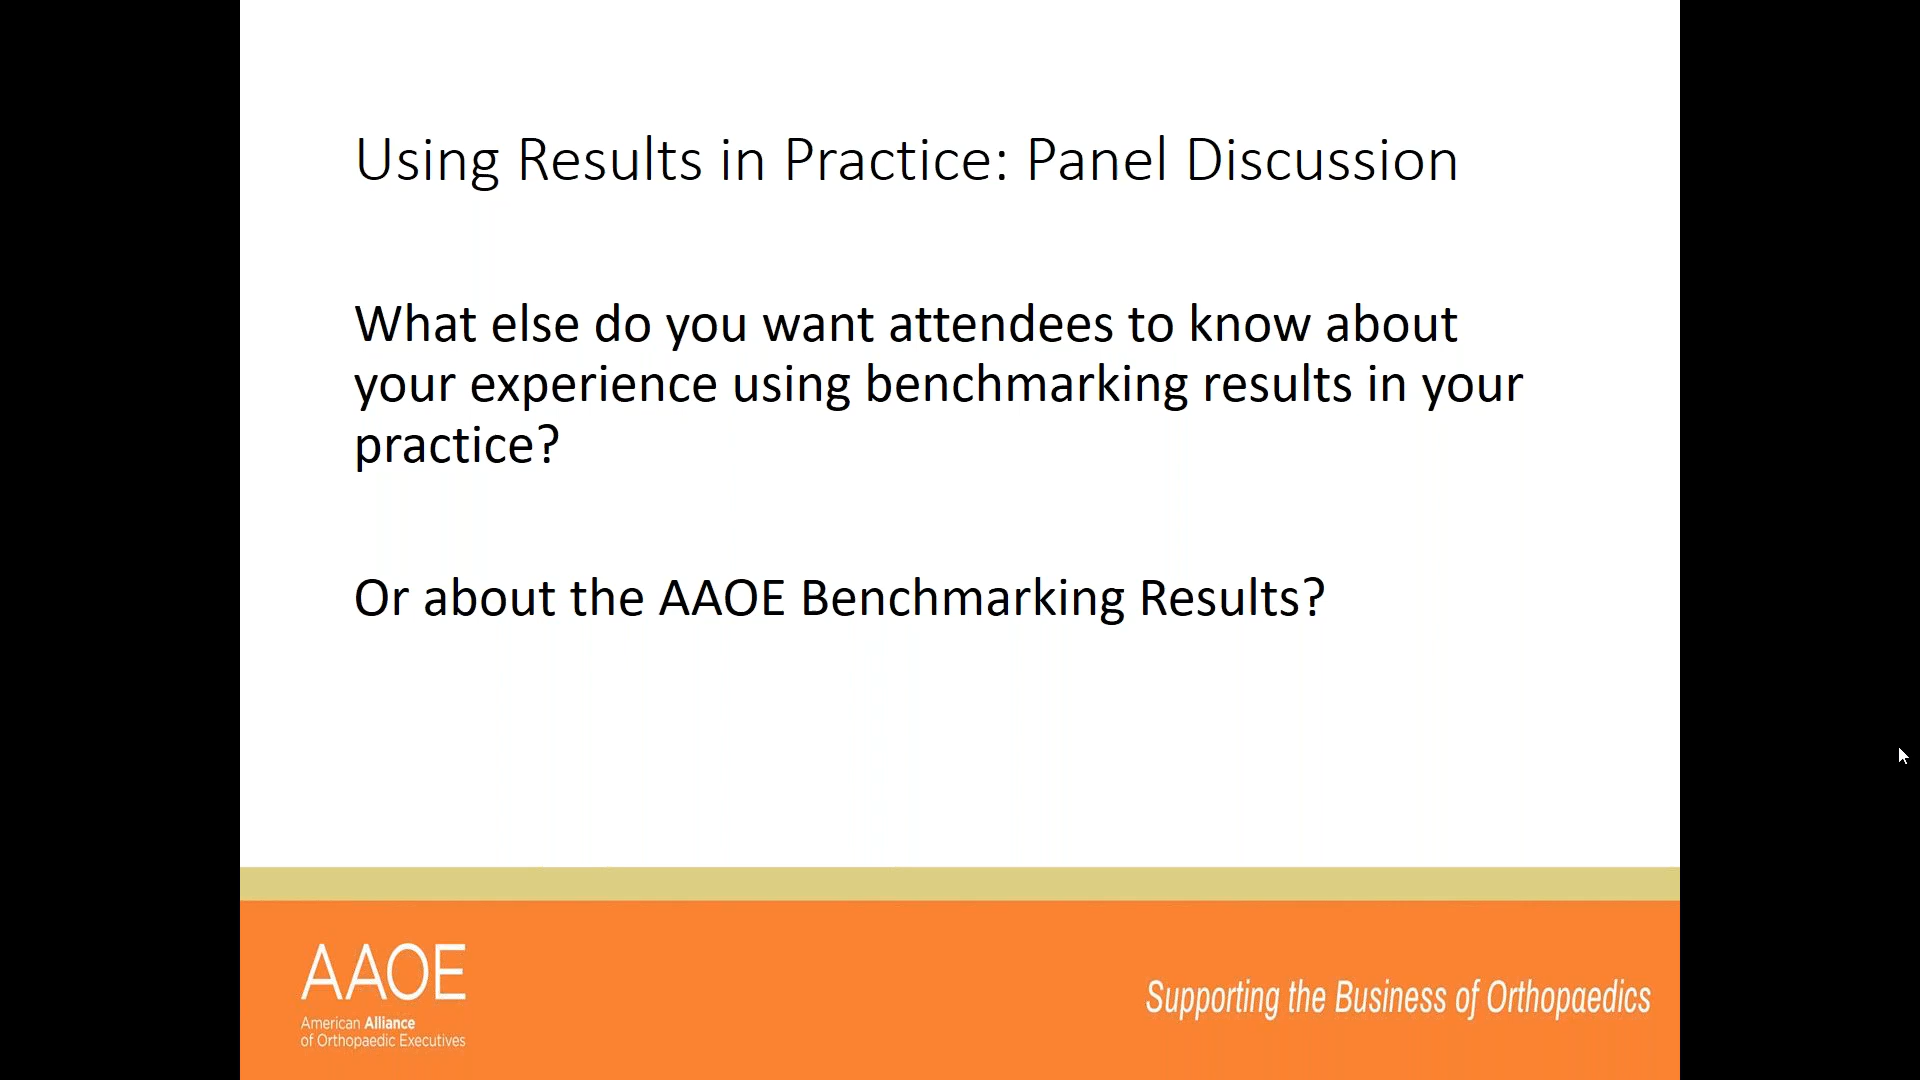 Using Results in Practice: Panel Discussion
What else do you want attendees to know about
your experience using benchmarking results in your
practice?
Or about the AAOE Benchmarking Results?
AAOE
American Alliance
of Orthopaedic Executives
Supporting the Business of Orthopaedics